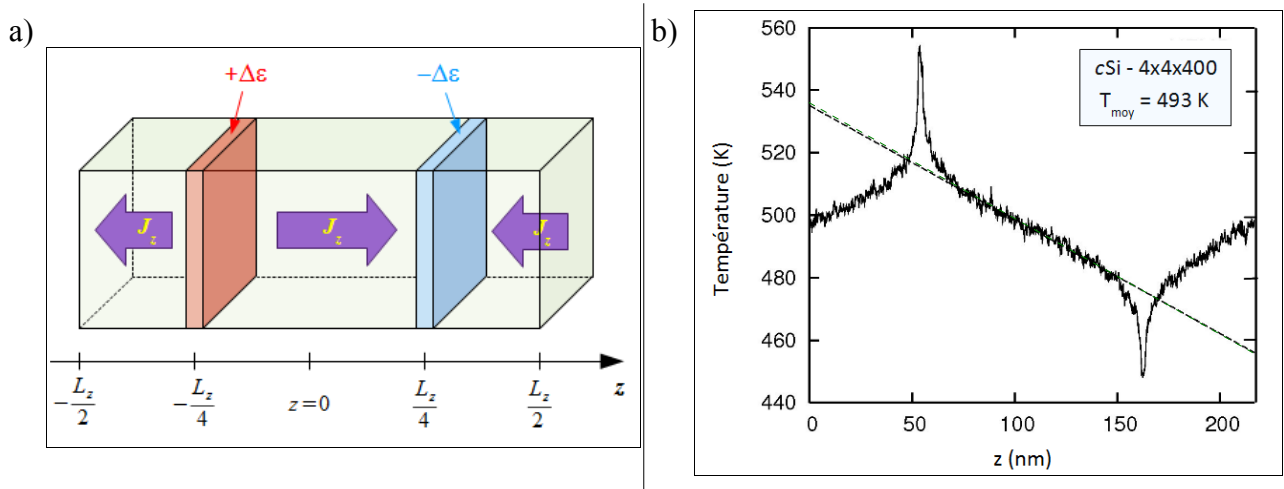 a)
+Δε
−Δε
J_z
J_z
J_z
−L_z/2
−L_z/4
z=0
L_z/4
L_z/2
z
b)
560
540
520
500
480
460
440
Température (K)
cSi - 4x4x400
T_moy = 493 K
0
50
100
150
200
z (nm)